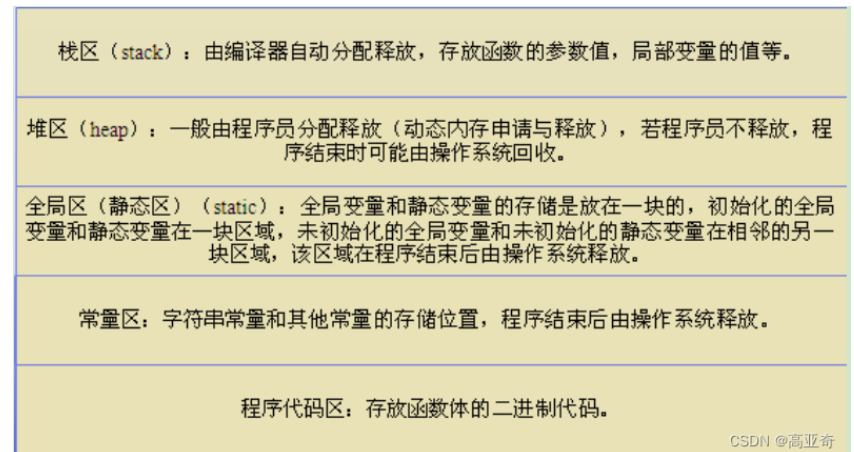 栈区（stack）：由编译器自动分配释放，存放函数的参数值，局部变量的值等。
堆区（heap）：一般由程序员分配释放（动态内存申请与释放），若程序员不释放，程
序结束时可能由操作系统回收。
全局区（静态区）（static）：全局变量和静态变量的存储是放在一块的，初始化的全局
变量和静态变量在一块区域，未初始化的全局变量和未初始化的静态变量在相邻的另一
块区域，该区域在程序结束后由操作系统释放。
常量区：字符串常量和其他常量的存储位置，程序结束后由操作系统释放。
程序代码区：存放函数体的二进制代码。
CSDN @高亚奇